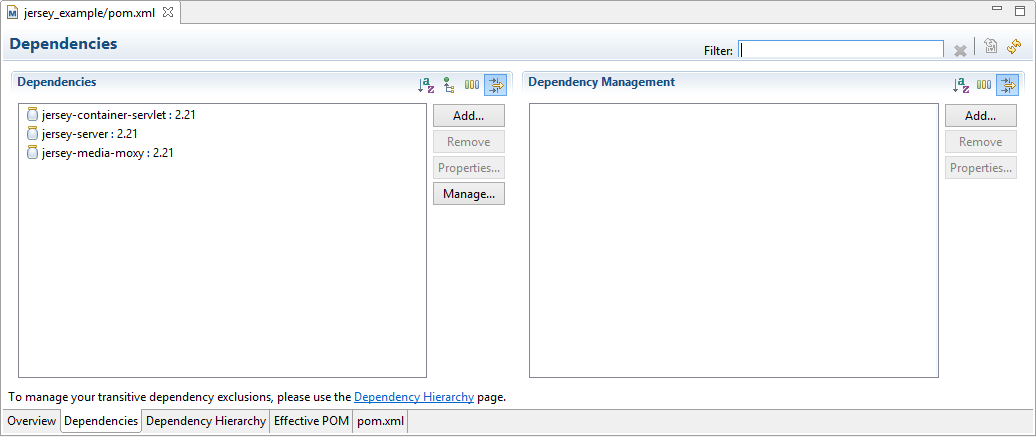 jersey_example/pom.xml
Dependencies
Filter:
Dependencies
jersey-container-servlet : 2.21
jersey-server : 2.21
jersey-media-moxy : 2.21
Add...
Remove
Properties...
Manage...
Dependency Management
Add...
Remove
Properties...
To manage your transitive dependency exclusions, please use the Dependency Hierarchy page.
Overview Dependencies Dependency Hierarchy Effective POM pom.xml